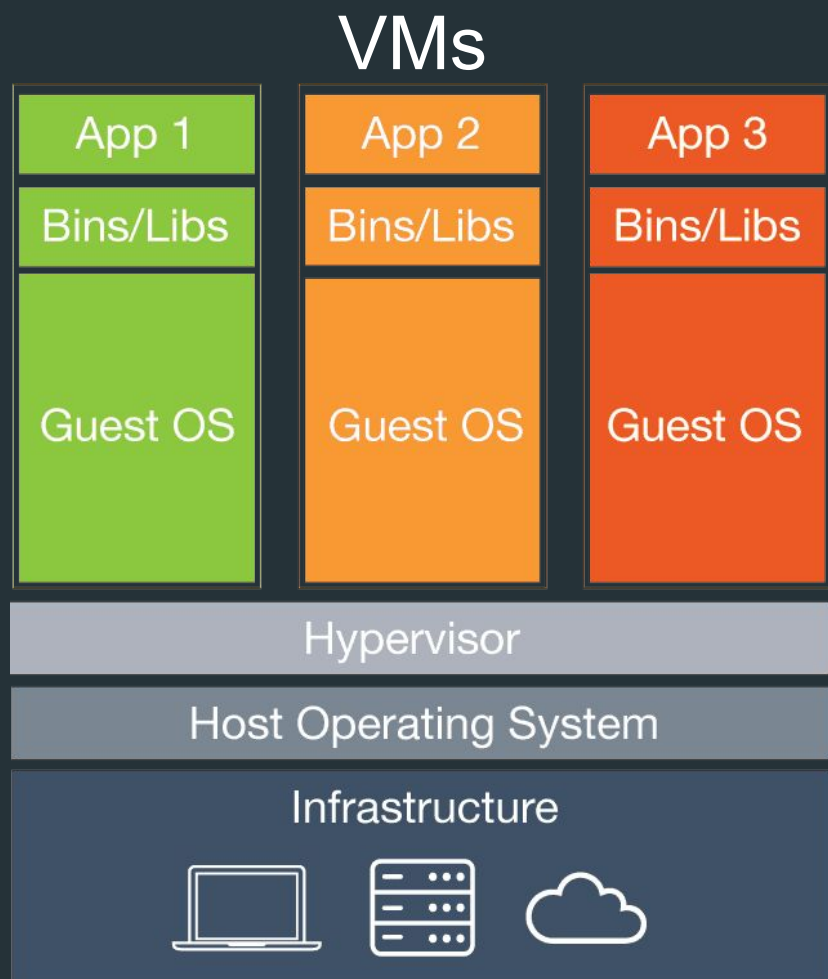 VMs
App 1
Bins/Libs
Guest OS
App 2
Bins/Libs
Guest OS
App 3
Bins/Libs
Guest OS
Hypervisor
Host Operating System
Infrastructure